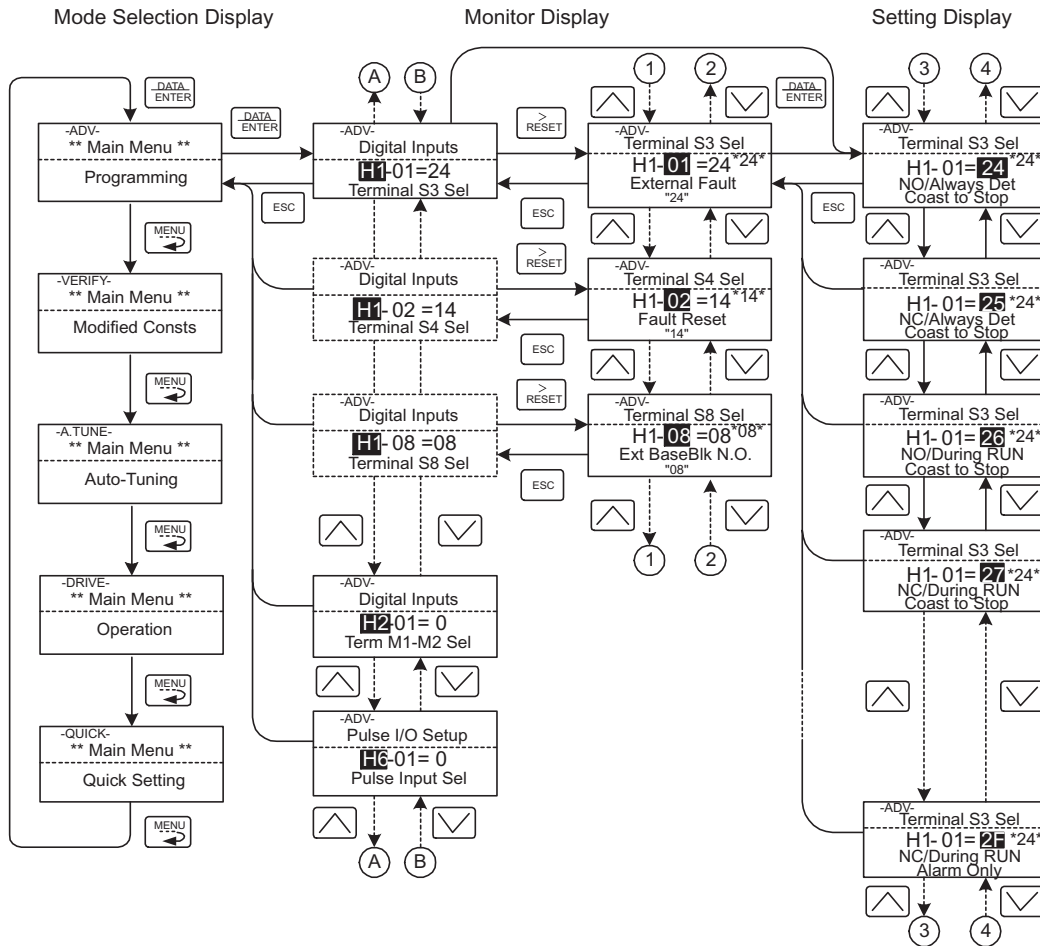 Mode Selection Display
Monitor Display
Setting Display
DATA
ENTER
-ADV-
** Main Menu **
Programming
MENU
-VERIFY-
** Main Menu **
Modified Consts
MENU
-A.TUNE-
** Main Menu **
Auto-Tuning
MENU
-DRIVE-
** Main Menu **
Operation
MENU
-QUICK-
** Main Menu **
Quick Setting
MENU
DATA
ENTER
ESC
A
B
-ADV-
Digital Inputs
H1-01=24
Terminal S3 Sel
-ADV-
Digital Inputs
H1- 02 =14
Terminal S4 Sel
-ADV-
Digital Inputs
H1- 08 =08
Terminal S8 Sel
-ADV-
Digital Inputs
H2-01= 0
Term M1-M2 Sel
-ADV-
Pulse I/O Setup
H6-01= 0
Pulse Input Sel
A
B
>
RESET
ESC
>
RESET
ESC
>
RESET
ESC
1
2
-ADV-
Terminal S3 Sel
H1-01 =24 *24*
External Fault
"24"
-ADV-
Terminal S4 Sel
H1-02 =14 *14*
Fault Reset
"14"
-ADV-
Terminal S8 Sel
H1-08 =08 *08*
Ext BaseBlk N.O.
"08"
1
2
DATA
ENTER
ESC
3
4
-ADV-
Terminal S3 Sel
H1- 01= 24 *24*
NO/Always Det
Coast to Stop
-ADV-
Terminal S3 Sel
H1- 01= 25 *24*
NC/Always Det
Coast to Stop
-ADV-
Terminal S3 Sel
H1- 01= 26 *24*
NO/During RUN
Coast to Stop
-ADV-
Terminal S3 Sel
H1- 01= 27 *24*
NC/During RUN
Coast to Stop
-ADV-
Terminal S3 Sel
H1- 01= 2F *24*
NC/During RUN
Alarm Only
3
4